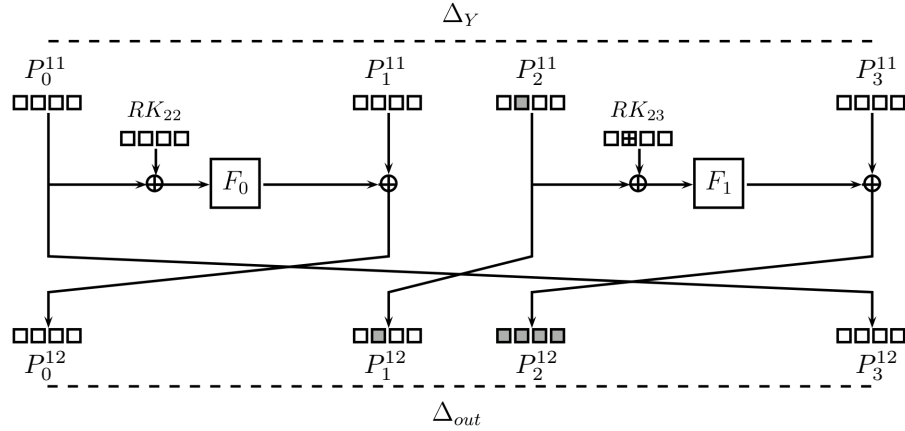 Δ_Y
P_0^{11} P_1^{11} P_2^{11} P_3^{11}
RK_{22} RK_{23}
F_0 F_1
P_0^{12} P_1^{12} P_2^{12} P_3^{12}
Δ_{out}